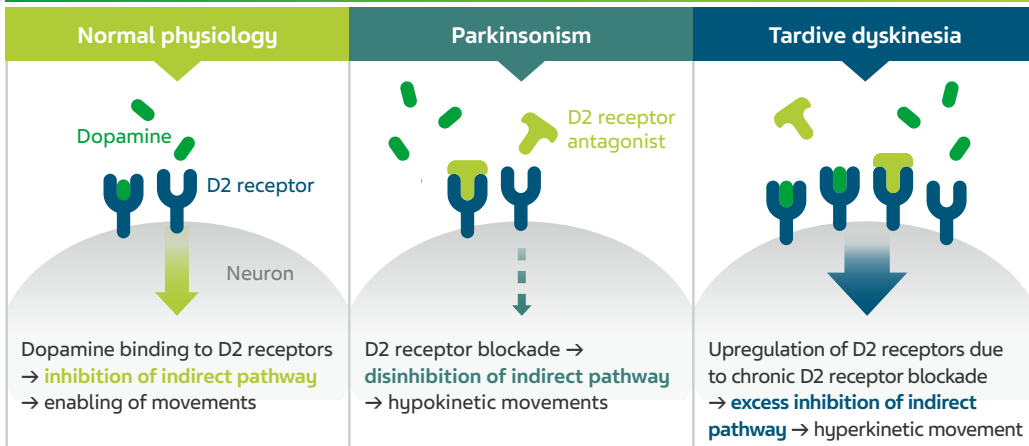 Normal physiology
Dopamine
D2 receptor
Neuron
Dopamine binding to D2 receptors
→ inhibition of indirect pathway
→ enabling of movements
Parkinsonism
D2 receptor
antagonist
D2 receptor blockade →
disinhibition of indirect pathway
→ hypokinetic movements
Tardive dyskinesia
Upregulation of D2 receptors due
to chronic D2 receptor blockade
→ excess inhibition of indirect
pathway → hyperkinetic movement